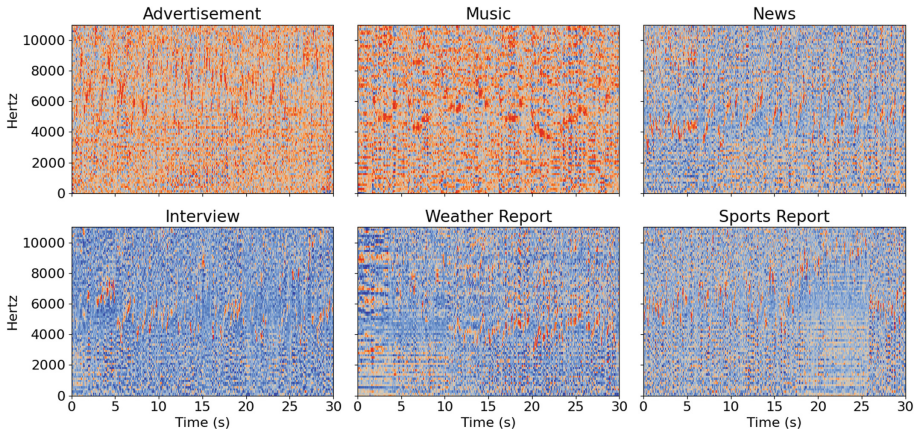 Advertisement
Music
News
Hertz
10000
8000
6000
4000
2000
0
Interview
Weather Report
Sports Report
Hertz
10000
8000
6000
4000
2000
0
0 5 10 15 20 25 30
0 5 10 15 20 25 30
0 5 10 15 20 25 30
Time (s)
Time (s)
Time (s)